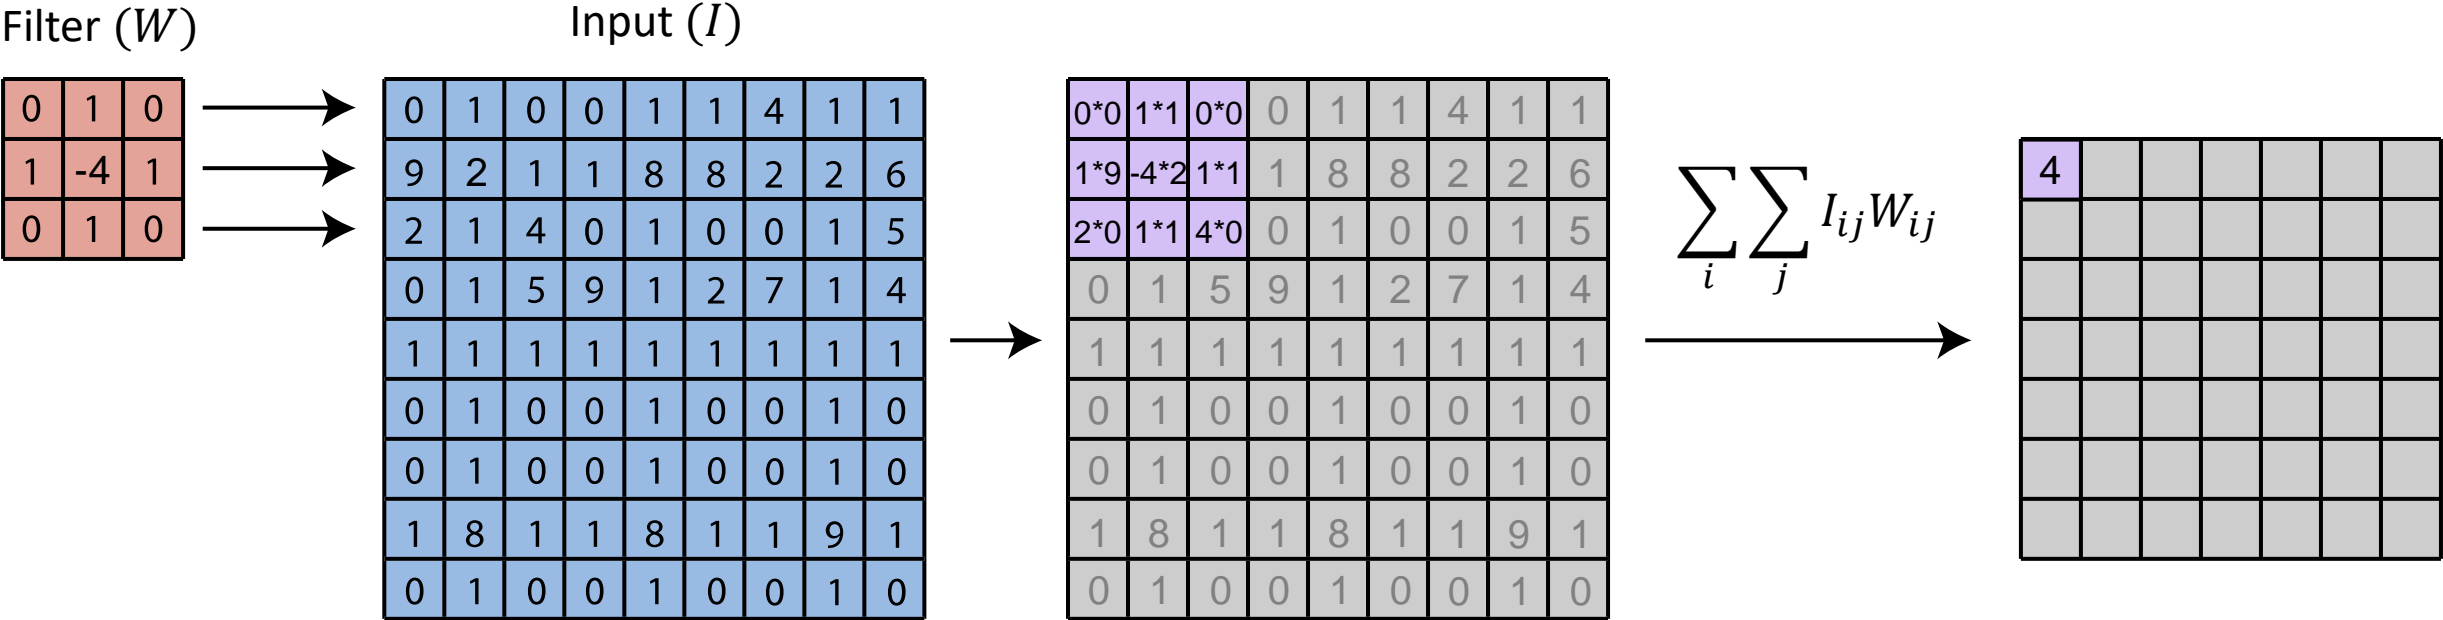 Filter (W)
Input (I)
0 1 0
1 -4 1
0 1 0
0 1 0 0 1 1 4 1 1
9 2 1 1 8 8 2 2 6
2 1 4 0 1 0 0 1 5
0 1 5 9 1 2 7 1 4
1 1 1 1 1 1 1 1 1
0 1 0 0 1 0 0 1 0
0 1 0 0 1 0 0 1 0
1 8 1 1 8 1 1 9 1
0 1 0 0 1 0 0 1 0
0*0 1*1 0*0 0 1 1 4 1 1
1*9 -4*2 1*1 1 8 8 2 2 6
2*0 1*1 4*0 0 1 0 0 1 5
0 1 5 9 1 2 7 1 4
1 1 1 1 1 1 1 1 1
0 1 0 0 1 0 0 1 0
0 1 0 0 1 0 0 1 0
1 8 1 1 8 1 1 9 1
0 1 0 0 1 0 0 1 0
∑_i ∑_j I_{ij} W_{ij}
4